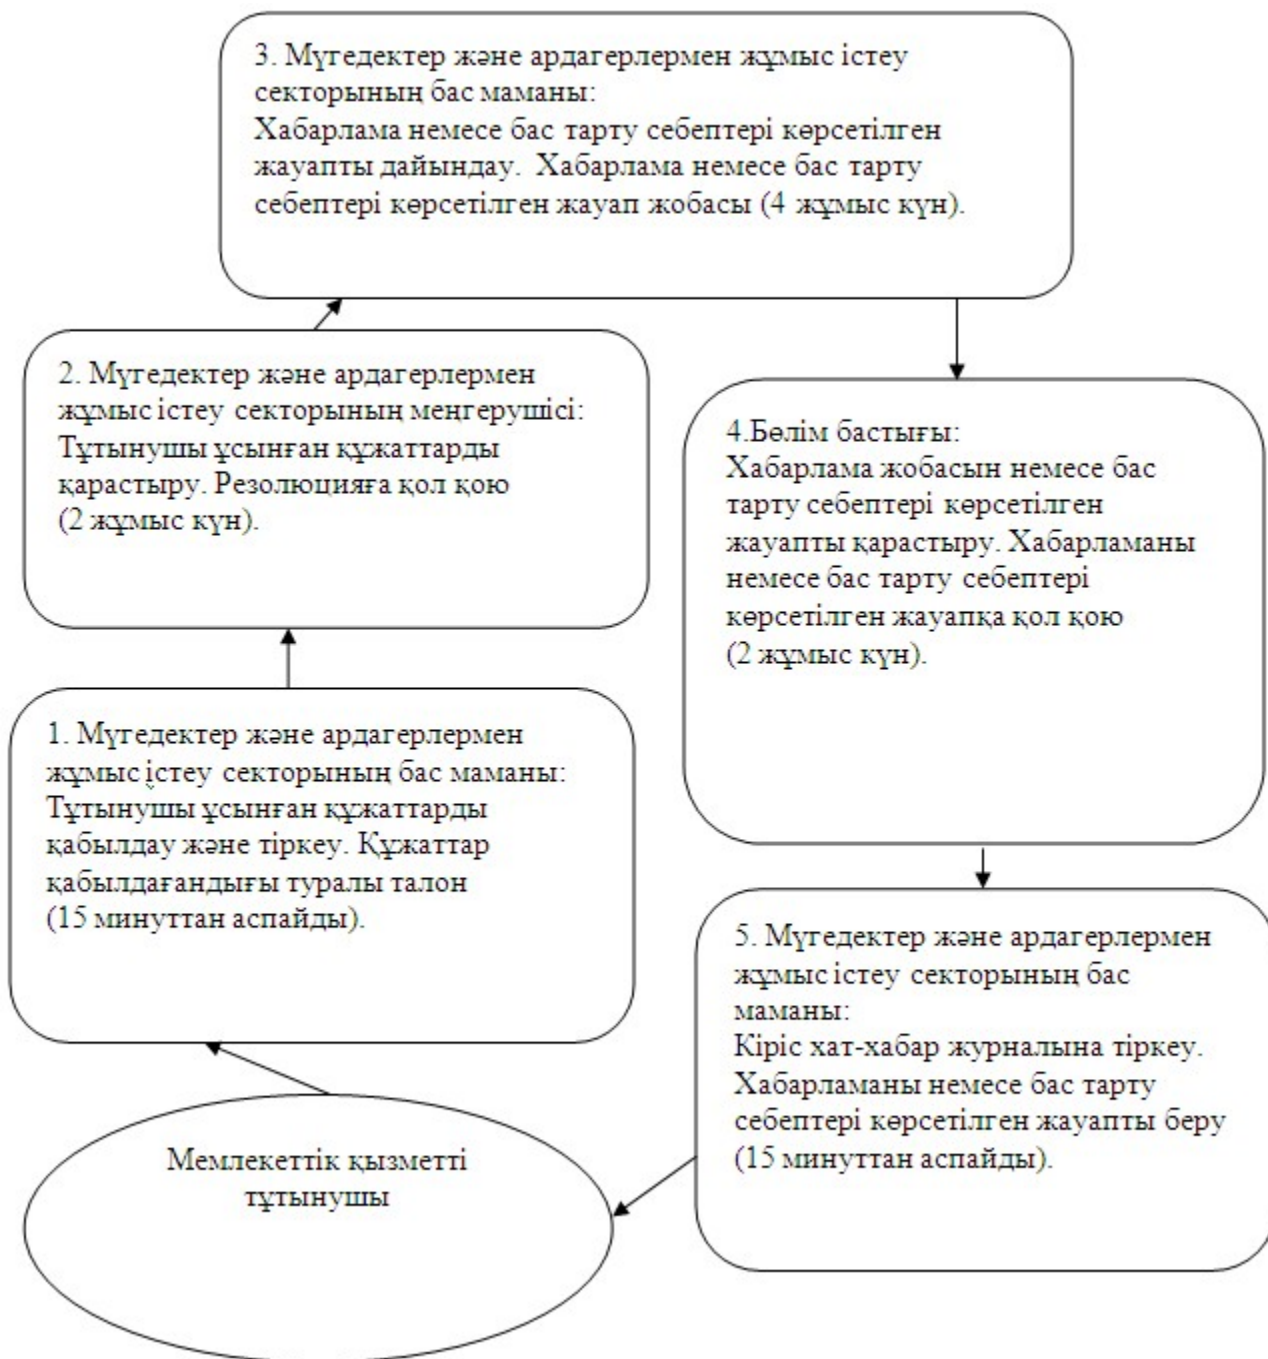 3. Мүгедектер және ардагерлермен жұмыс істеу
секторының бас маманы:
Хабарлама немесе бас тарту себептері көрсетілген
жауапты дайындау.  Хабарлама немесе бас тарту
себептері көрсетілген жауап жобасы (4 жұмыс күн).
2. Мүгедектер және ардагерлермен
жұмыс істеу секторының меңгерушісі:
Тұтынушы ұсынған құжаттарды
қарастыру. Резолюцияға қол қою
(2 жұмыс күн).
4.Бөлім бастығы:
Хабарлама жобасын немесе бас
тарту себептері көрсетілген
жауапты қарастыру. Хабарламаны
немесе бас тарту себептері
көрсетілген жауапқа қол қою
(2 жұмыс күн).
1. Мүгедектер және ардагерлермен
жұмыс істеу секторының бас маманы:
Тұтынушы ұсынған құжаттарды
қабылдау және тіркеу. Құжаттар
қабылдағандығы туралы талон
(15 минуттан аспайды).
5. Мүгедектер және ардагерлермен
жұмыс істеу секторының бас
маманы:
Кіріс хат-хабар журналына тіркеу.
Хабарламаны немесе бас тарту
себептері көрсетілген жауапты беру
(15 минуттан аспайды).
Мемлекеттік қызметті
тұтынушы